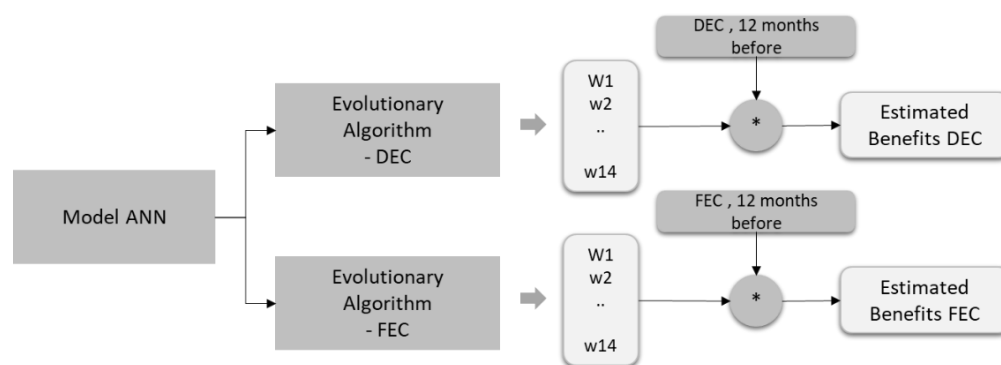 Model ANN
Evolutionary
Algorithm
- DEC
W1
w2
..
w14
DEC , 12 months
before
*
Estimated
Benefits DEC
Evolutionary
Algorithm
- FEC
W1
w2
..
w14
FEC , 12 months
before
*
Estimated
Benefits FEC